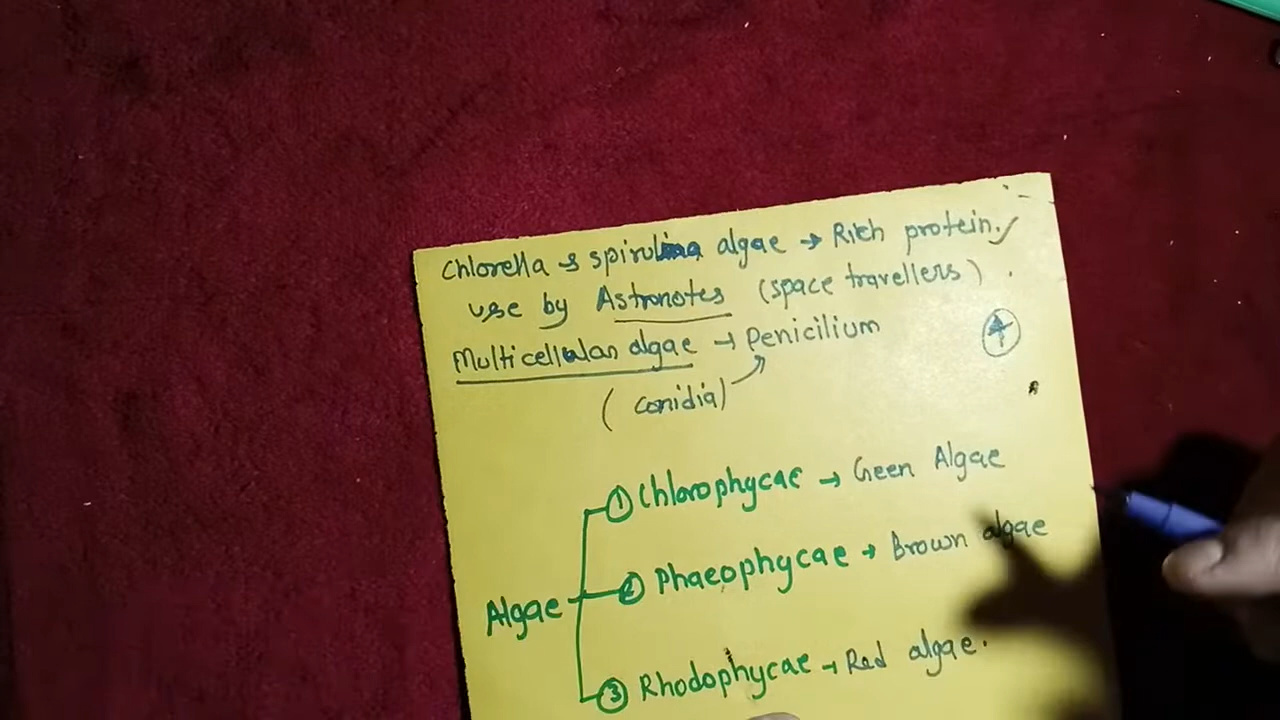 Chlorella & spirulina algae → Rich protein.
use by Astronotes (space travellers).
Multicellular algae → Penicilium
(conidia)
Algae
① Chlorophycae → Green Algae
② Phaeophycae → Brown algae
③ Rhodophycae → Red algae.